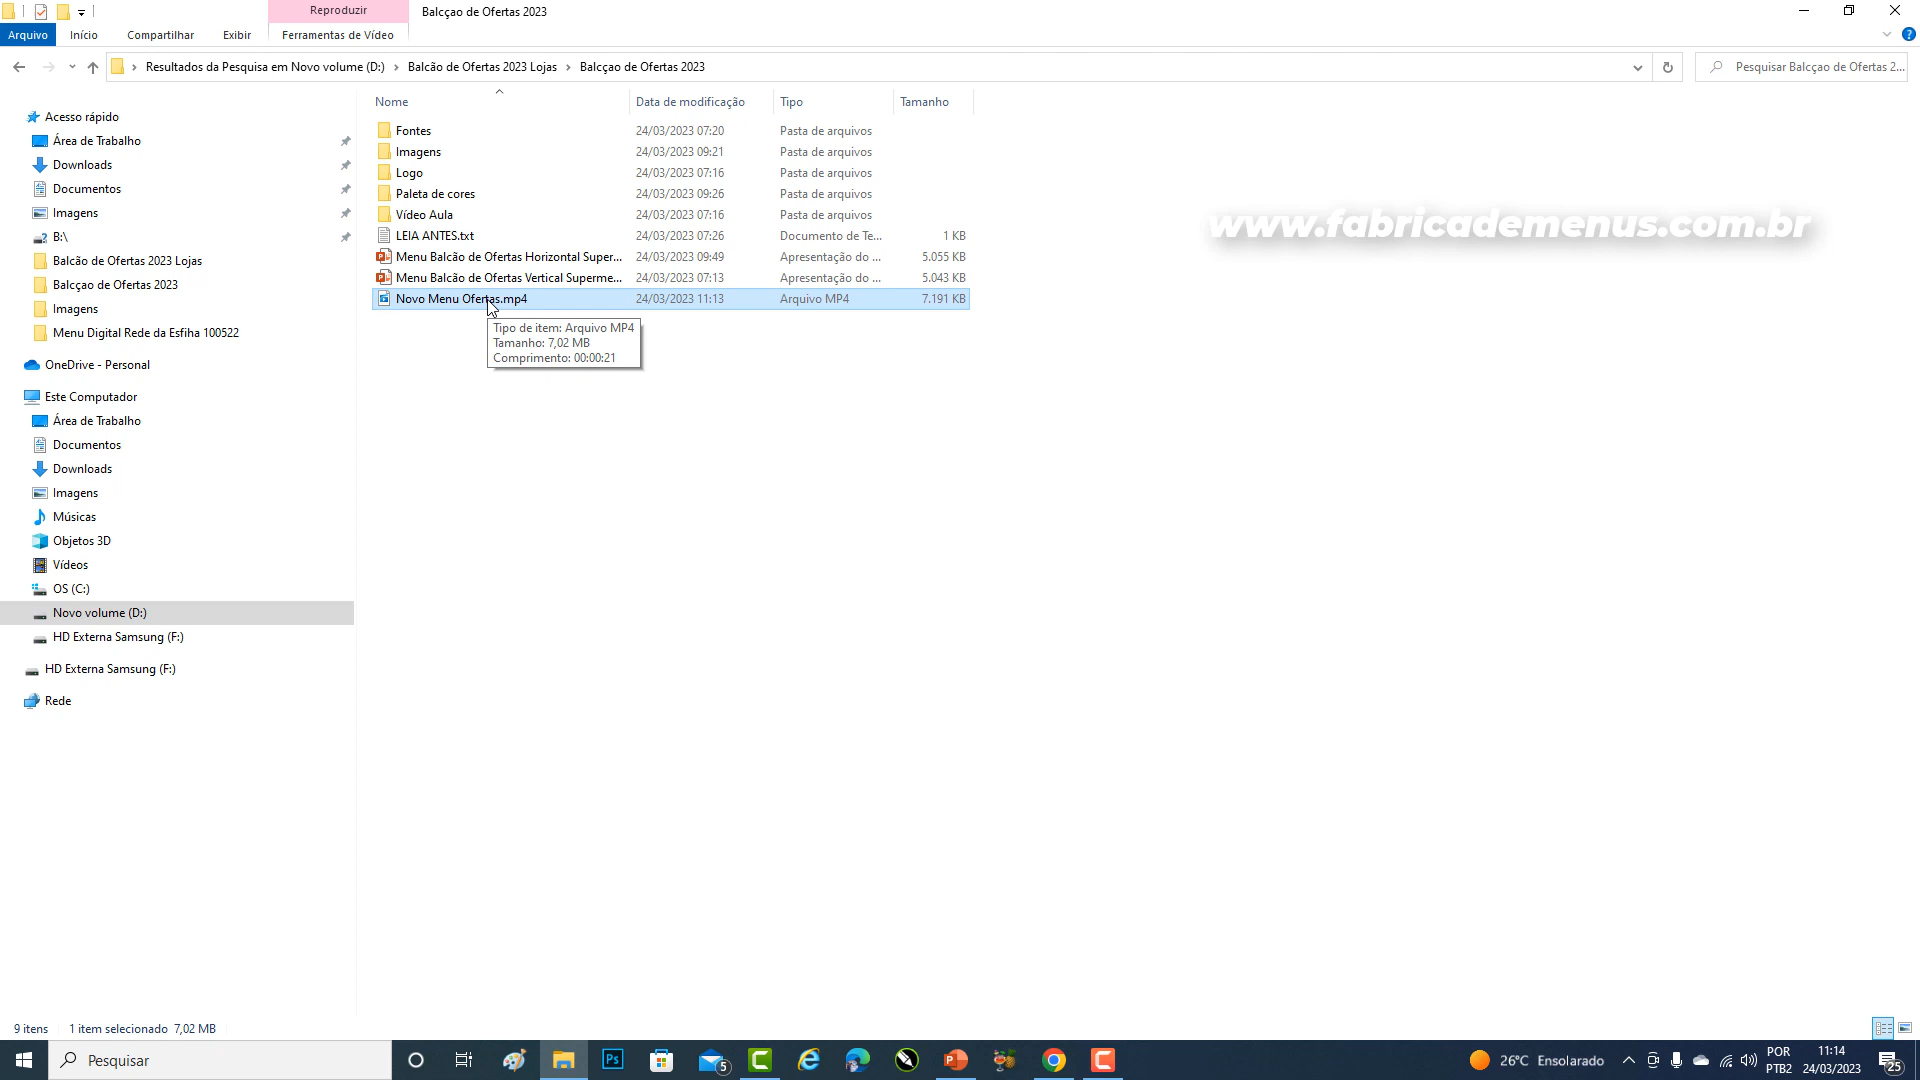 Reproduzir
Balcçao de Ofertas 2023
Arquivo
Início
Compartilhar
Exibir
Ferramentas de Vídeo
Resultados da Pesquisa em Novo volume (D:) › Balcão de Ofertas 2023 Lojas › Balcçao de Ofertas 2023
Pesquisar Balcçao de Ofertas 2...
Nome Data de modificação Tipo Tamanho
Fontes 24/03/2023 07:20 Pasta de arquivos
Imagens 24/03/2023 09:21 Pasta de arquivos
Logo 24/03/2023 07:16 Pasta de arquivos
Paleta de cores 24/03/2023 09:26 Pasta de arquivos
Vídeo Aula 24/03/2023 07:16 Pasta de arquivos
LEIA ANTES.txt 24/03/2023 07:26 Documento de Te... 1 KB
Menu Balcão de Ofertas Horizontal Super... 24/03/2023 09:49 Apresentação do ... 5.055 KB
Menu Balcão de Ofertas Vertical Superme... 24/03/2023 07:13 Apresentação do ... 5.043 KB
Novo Menu Ofertas.mp4 24/03/2023 11:13 Arquivo MP4 7.191 KB
Tipo de item: Arquivo MP4
Tamanho: 7,02 MB
Comprimento: 00:00:21
www.fabricademenus.com.br
Acesso rápido
Área de Trabalho
Downloads
Documentos
Imagens
B:\
Balcão de Ofertas 2023 Lojas
Balcçao de Ofertas 2023
Imagens
Menu Digital Rede da Esfiha 100522
OneDrive - Personal
Este Computador
Área de Trabalho
Documentos
Downloads
Imagens
Músicas
Objetos 3D
Vídeos
OS (C:)
Novo volume (D:)
HD Externa Samsung (F:)
HD Externa Samsung (F:)
Rede
9 itens 1 item selecionado 7,02 MB
Pesquisar
Ps
5
26°C Ensolarado
POR
PTB2
11:14
24/03/2023
25